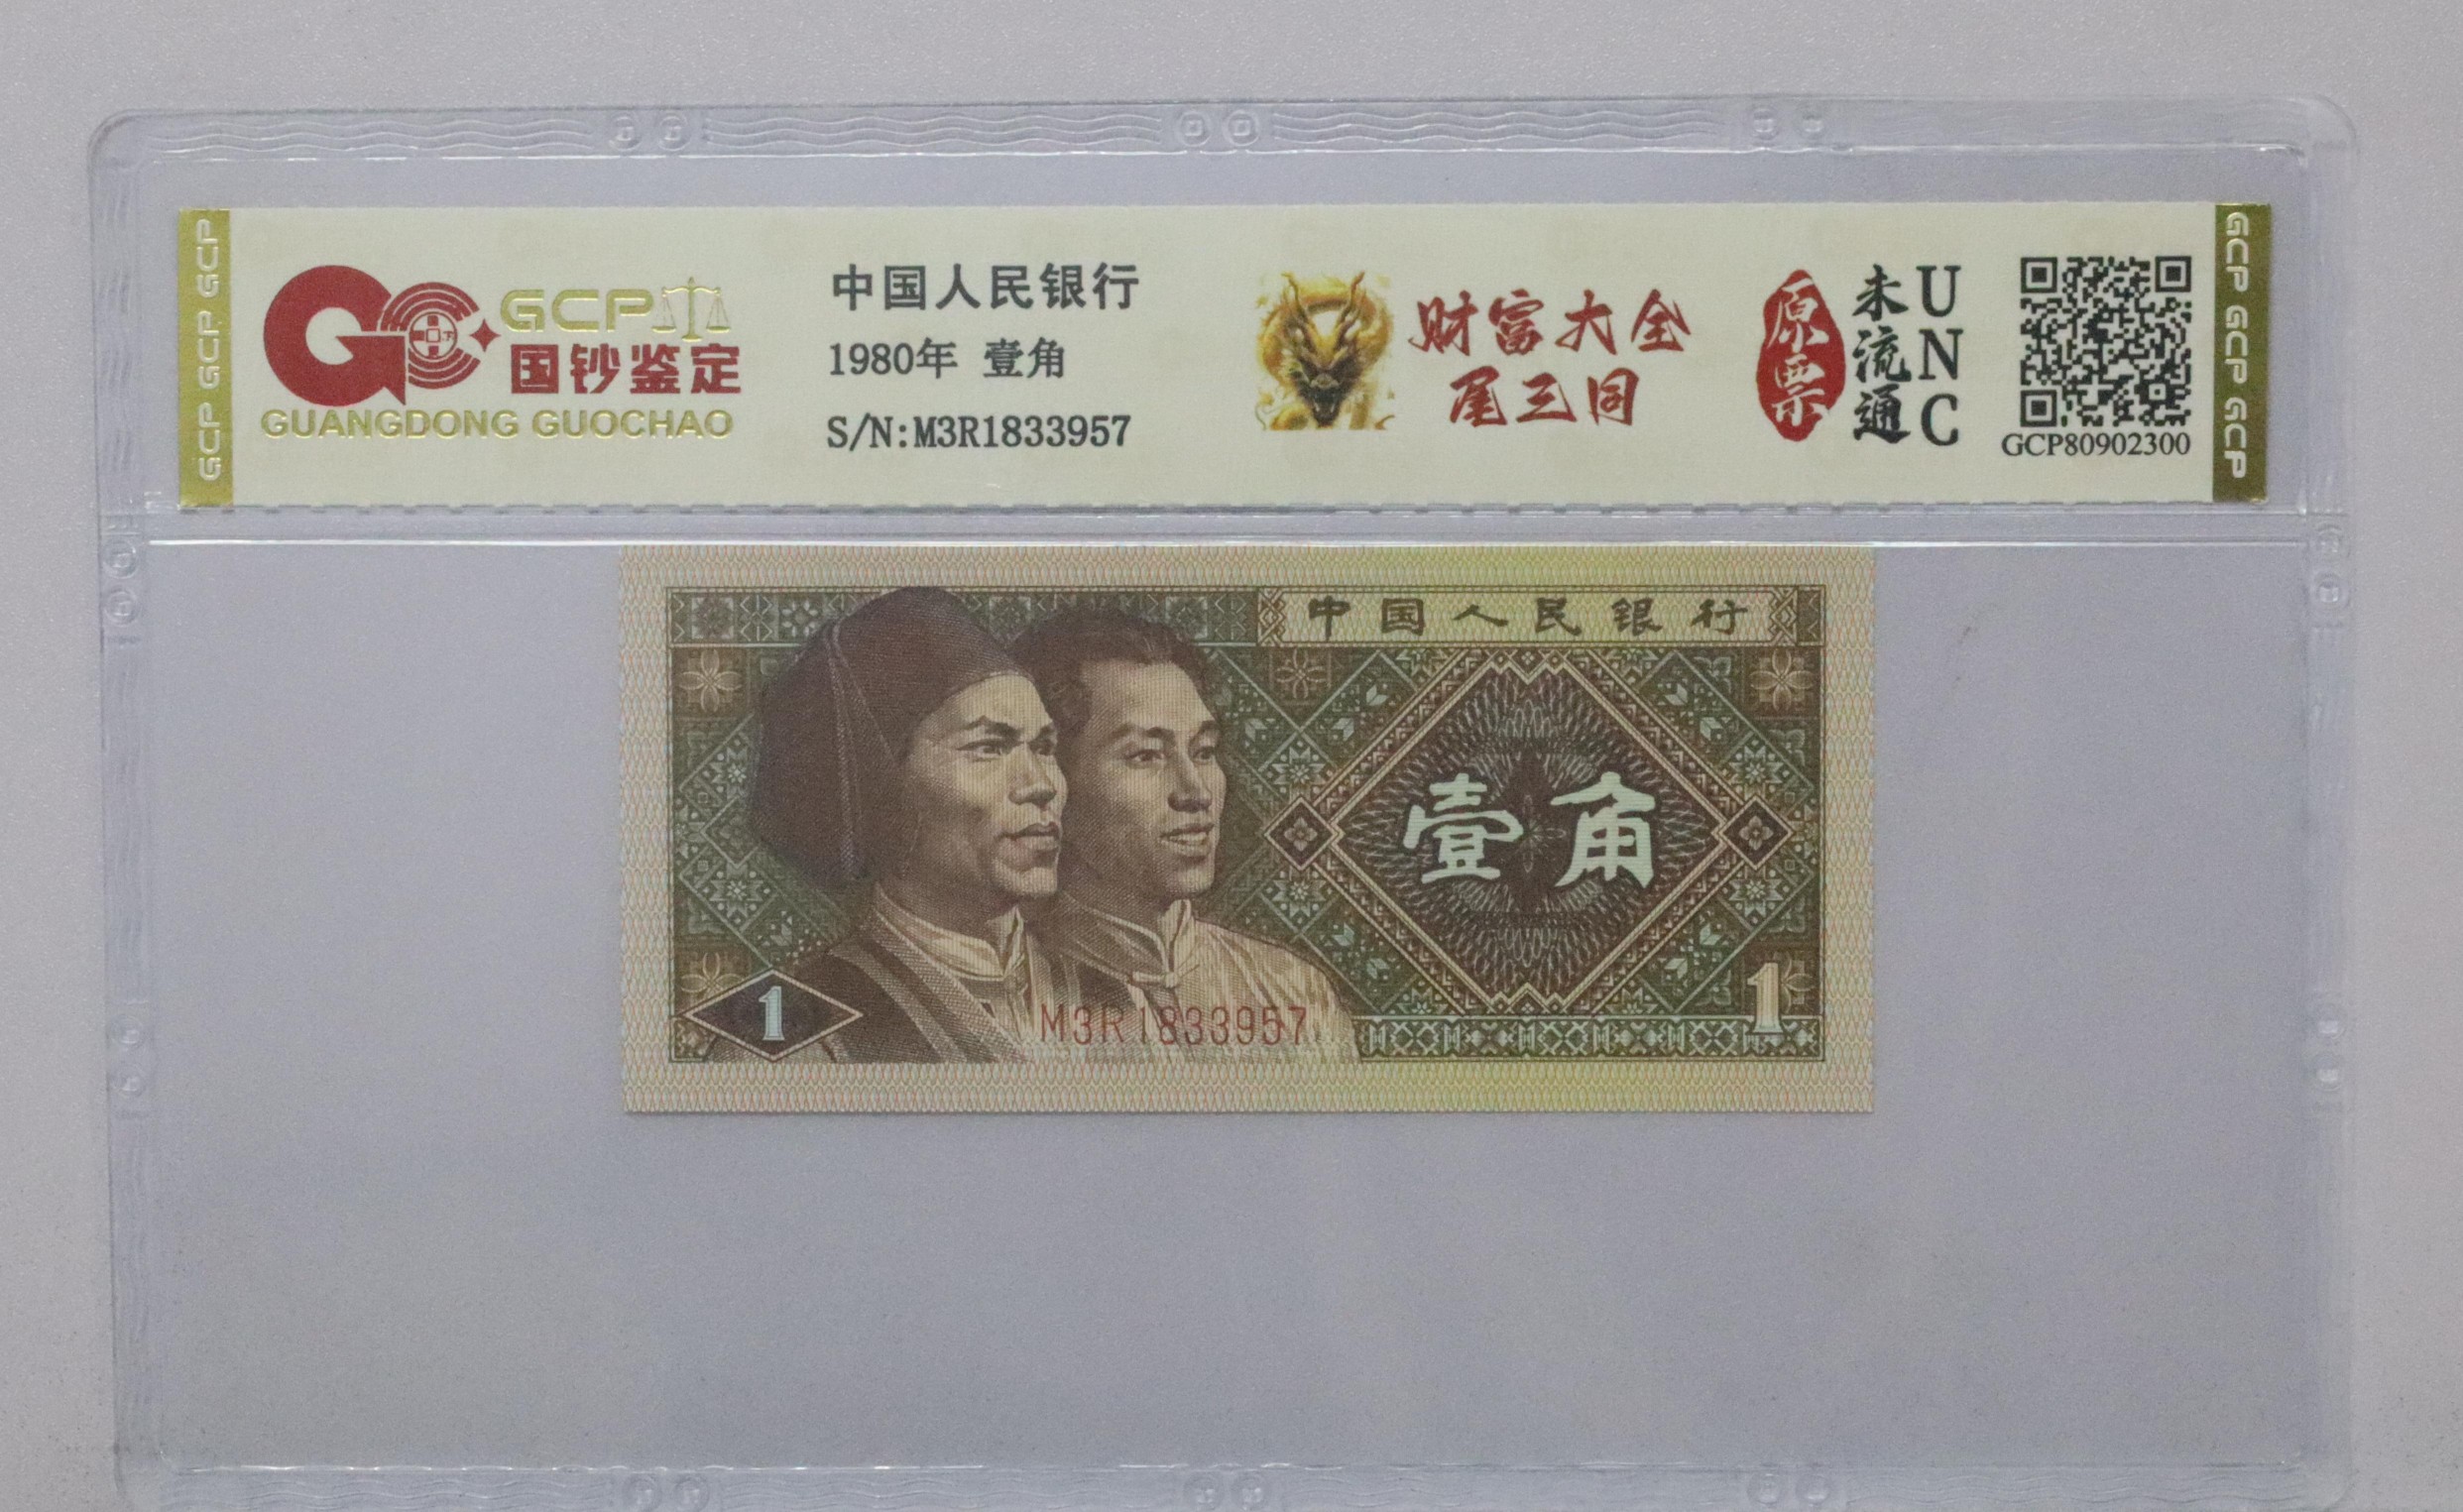 GCP GCP GCP GCP
GCP
国钞鉴定
GUANGDONG GUOCHAO
中国人民银行
1980年 壹角
S/N:M3R1833957
财富大全
尾三同
原票
未流通
UNC
GCP80902300
GCP GCP GCP GCP
中国人民银行
壹角
1
M3R1833957
1